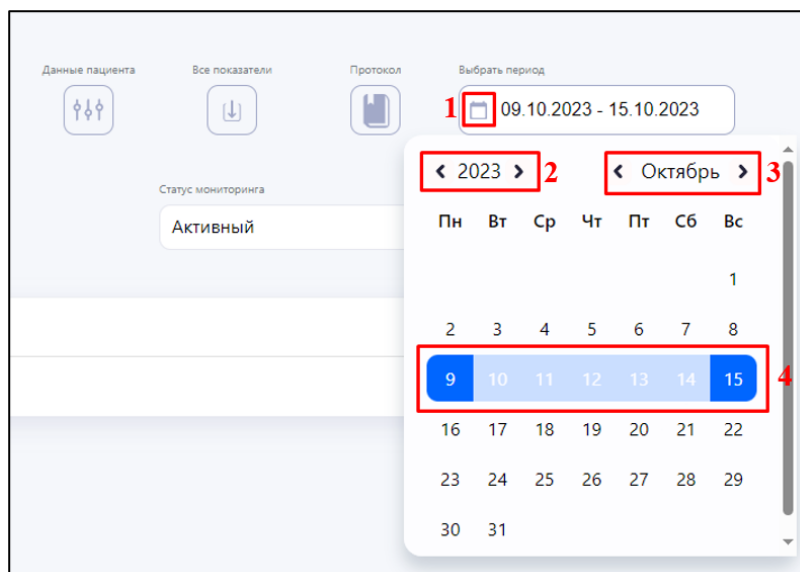 Данные пациента Все показатели Протокол Выбрать период
1 09.10.2023 - 15.10.2023
2023 2 Октябрь 3
Статус мониторинга
Активный
Пн Вт Ср Чт Пт Сб Вс
1
2 3 4 5 6 7 8
9 10 11 12 13 14 15 4
16 17 18 19 20 21 22
23 24 25 26 27 28 29
30 31